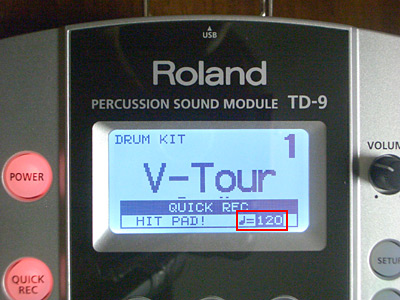 USB
Roland
PERCUSSION SOUND MODULE TD-9
DRUM KIT 1
V-Tour
QUICK REC
HIT PAD! ♩=120
POWER
VOLUM
SETU
QUICK
REC